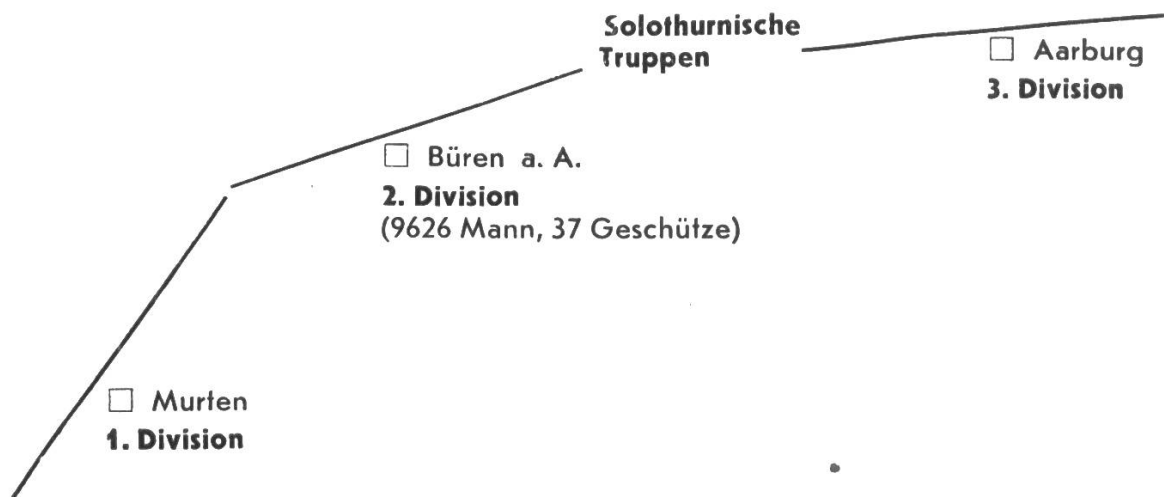 Solothurnische
Truppen
□ Aarburg
3. Division
□ Büren a. A.
2. Division
(9626 Mann, 37 Geschütze)
□ Murten
1. Division